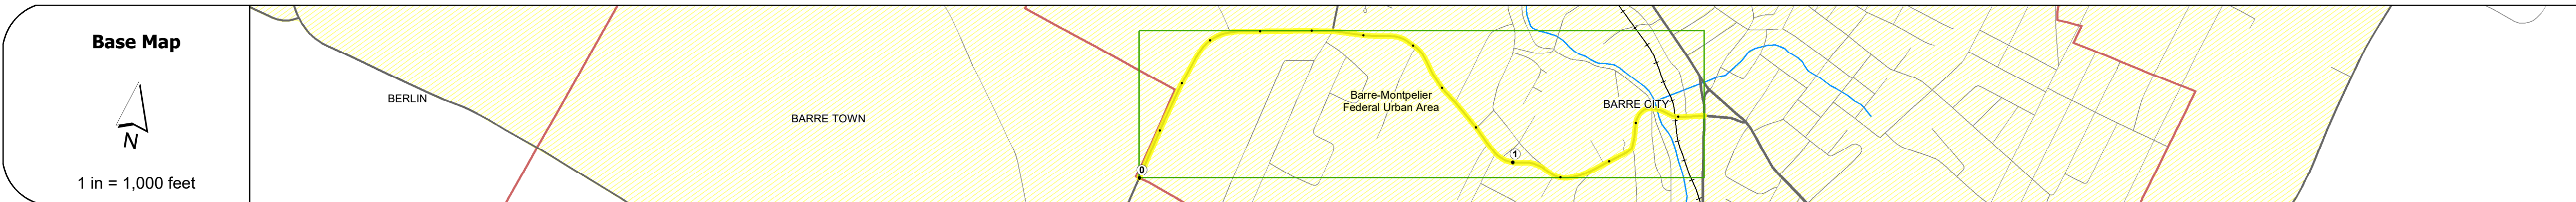 Base Map
N
1 in = 1,000 feet
BERLIN
BARRE TOWN
0
Barre-Montpelier
Federal Urban Area
1
BARRE CITY